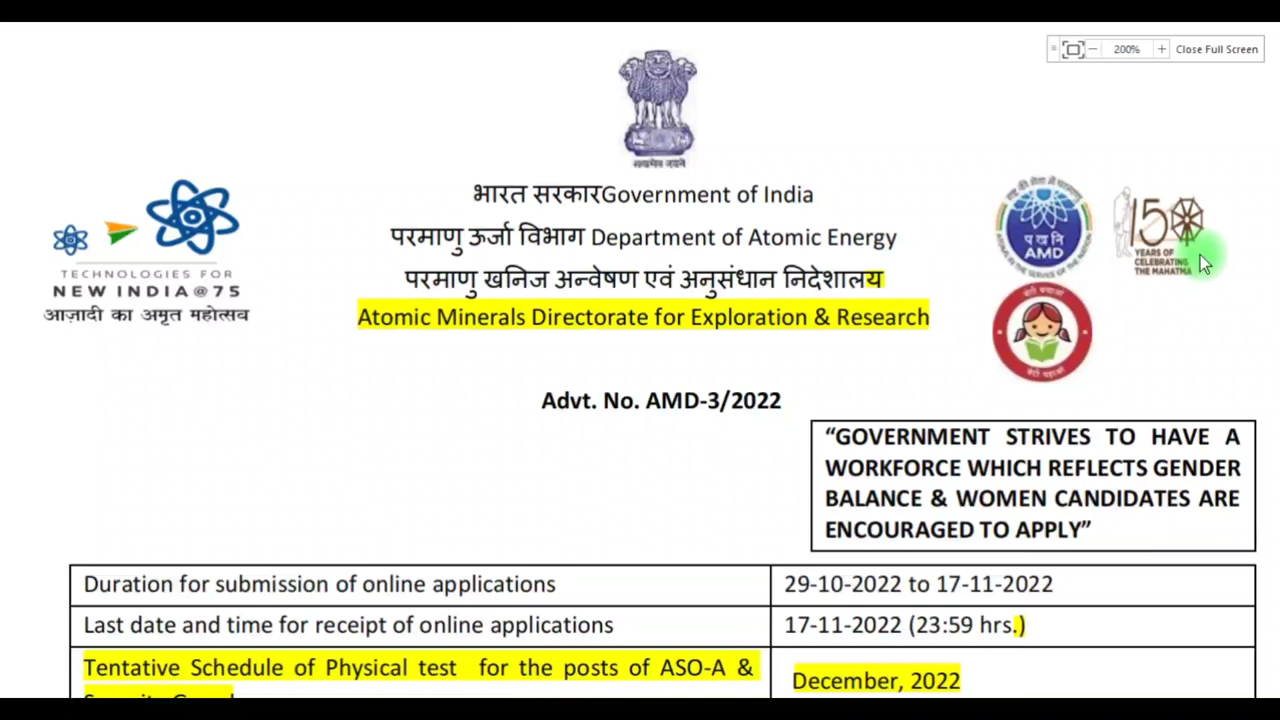 200%
Close Full Screen
भारत सरकारGovernment of India
परमाणु ऊर्जा विभाग Department of Atomic Energy
परमाणु खनिज अन्वेषण एवं अनुसंधान निदेशालय
Atomic Minerals Directorate for Exploration & Research
TECHNOLOGIES FOR
NEW INDIA@75
आज़ादी का अमृत महोत्सव
पखनि
AMD
150
YEARS OF
CELEBRATING
THE MAHATMA
Advt. No. AMD-3/2022
“GOVERNMENT STRIVES TO HAVE A
WORKFORCE WHICH REFLECTS GENDER
BALANCE & WOMEN CANDIDATES ARE
ENCOURAGED TO APPLY”
Duration for submission of online applications 29-10-2022 to 17-11-2022
Last date and time for receipt of online applications 17-11-2022 (23:59 hrs.)
Tentative Schedule of Physical test for the posts of ASO-A &
December, 2022